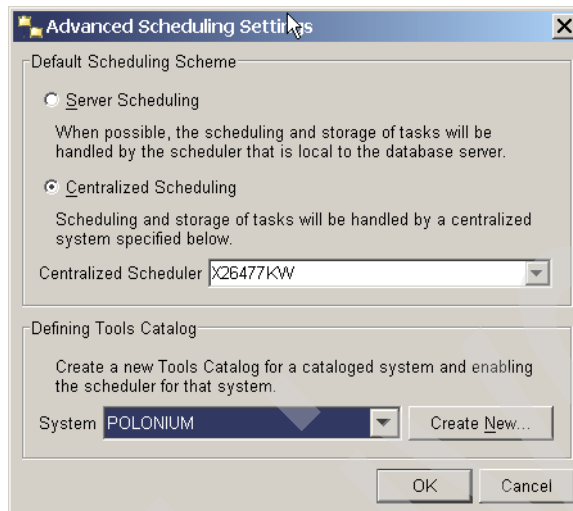 Advanced Scheduling Settings
Default Scheduling Scheme
Server Scheduling
When possible, the scheduling and storage of tasks will be
handled by the scheduler that is local to the database server.
Centralized Scheduling
Scheduling and storage of tasks will be handled by a centralized
system specified below.
Centralized Scheduler X26477KW
Defining Tools Catalog
Create a new Tools Catalog for a cataloged system and enabling
the scheduler for that system.
System POLONIUM Create New...
OK Cancel